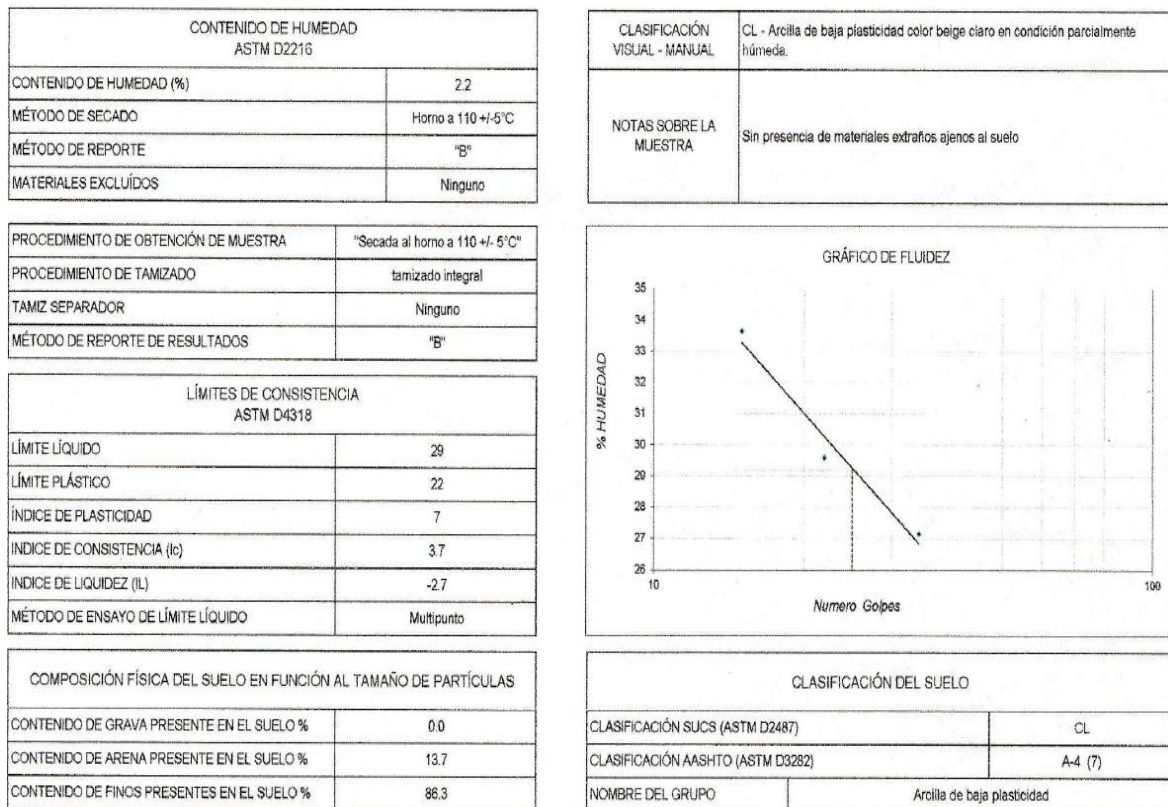 CONTENIDO DE HUMEDAD
ASTM D2216
CONTENIDO DE HUMEDAD (%) 2.2
MÉTODO DE SECADO Horno a 110 +/-5°C
MÉTODO DE REPORTE "B"
MATERIALES EXCLUÍDOS Ninguno
CLASIFICACIÓN VISUAL - MANUAL
CL - Arcilla de baja plasticidad color beige claro en condición parcialmente
húmeda.
NOTAS SOBRE LA MUESTRA
Sin presencia de materiales extraños ajenos al suelo
PROCEDIMIENTO DE OBTENCIÓN DE MUESTRA "Secada al horno a 110 +/- 5°C"
PROCEDIMIENTO DE TAMIZADO tamizado integral
TAMIZ SEPARADOR Ninguno
MÉTODO DE REPORTE DE RESULTADOS "B"
LÍMITES DE CONSISTENCIA
ASTM D4318
LÍMITE LÍQUIDO 29
LÍMITE PLÁSTICO 22
ÍNDICE DE PLASTICIDAD 7
INDICE DE CONSISTENCIA (Ic) 3.7
INDICE DE LIQUIDEZ (IL) -2.7
MÉTODO DE ENSAYO DE LÍMITE LÍQUIDO Multipunto
GRÁFICO DE FLUIDEZ
% HUMEDAD
35
34
33
32
31
30
29
28
27
26
10 100
Numero Golpes
COMPOSICIÓN FÍSICA DEL SUELO EN FUNCIÓN AL TAMAÑO DE PARTÍCULAS
CONTENIDO DE GRAVA PRESENTE EN EL SUELO % 0.0
CONTENIDO DE ARENA PRESENTE EN EL SUELO % 13.7
CONTENIDO DE FINOS PRESENTES EN EL SUELO % 86.3
CLASIFICACIÓN DEL SUELO
CLASIFICACIÓN SUCS (ASTM D2487) CL
CLASIFICACIÓN AASHTO (ASTM D3282) A-4 (7)
NOMBRE DEL GRUPO Arcilla de baja plasticidad